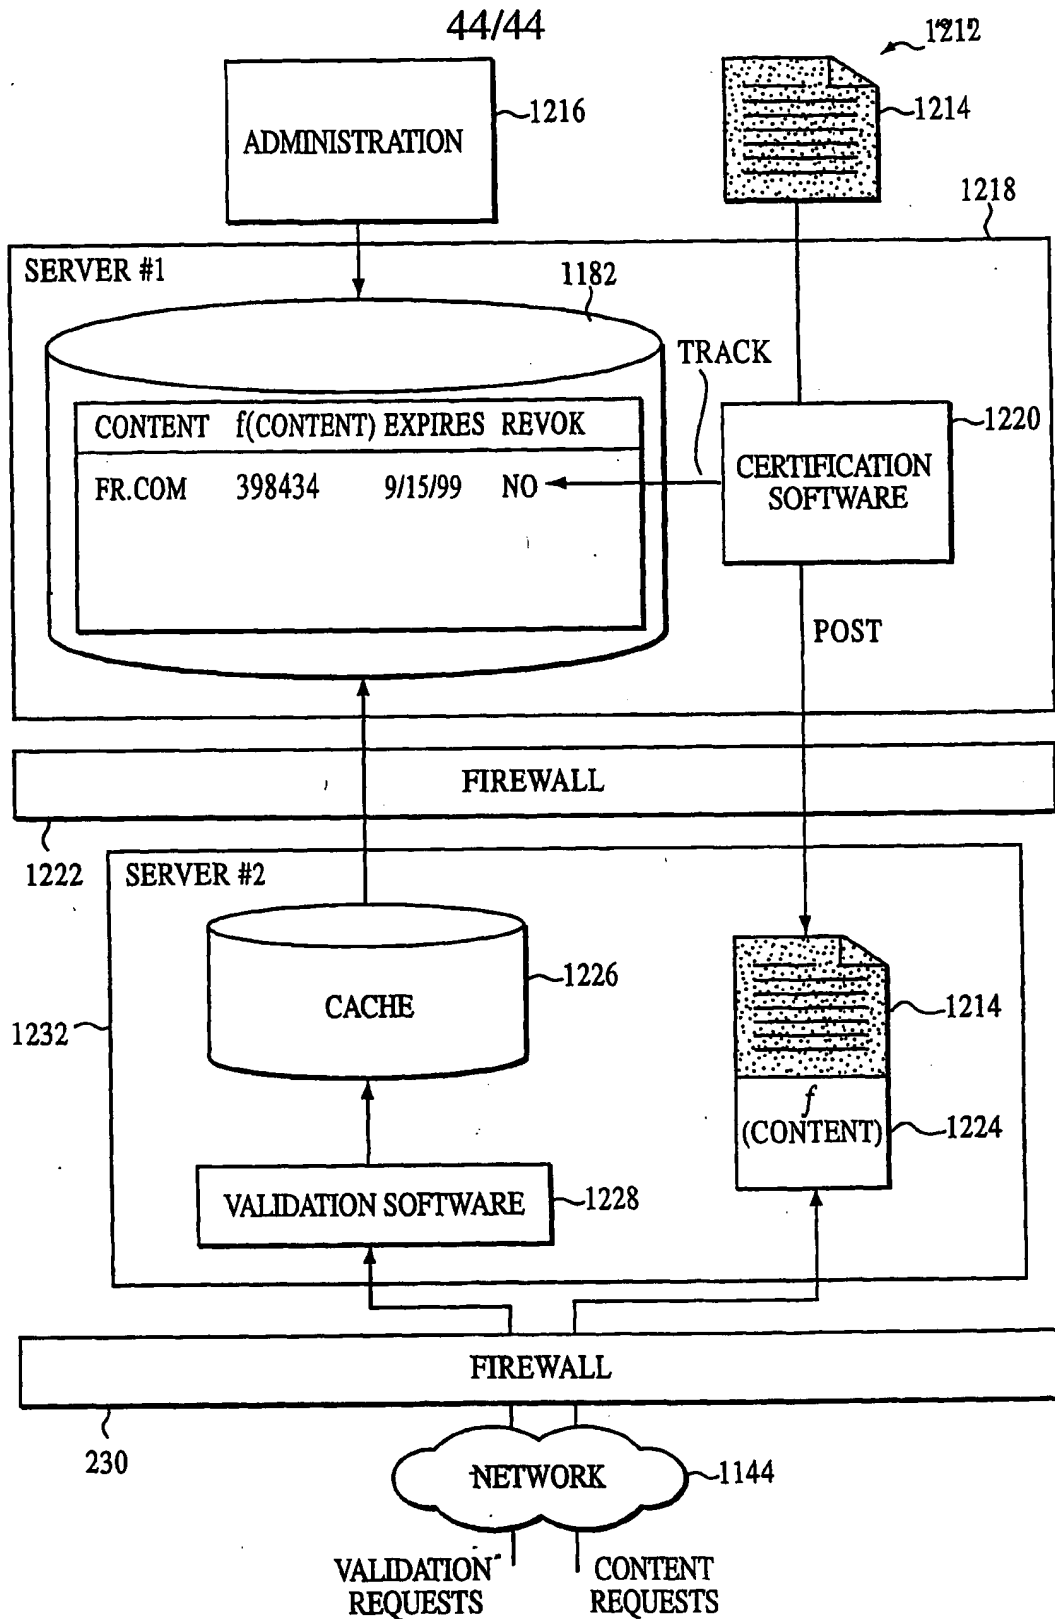 44/44
1212
ADMINISTRATION
1216
1214
1218
SERVER #1
1182
TRACK
CONTENT f(CONTENT) EXPIRES REVOK
FR.COM 398434 9/15/99 NO
CERTIFICATION
SOFTWARE
1220
POST
FIREWALL
1222
SERVER #2
CACHE
1226
1232
1214
f
(CONTENT)
1224
VALIDATION SOFTWARE
1228
FIREWALL
230
NETWORK
1144
VALIDATION
REQUESTS
CONTENT
REQUESTS